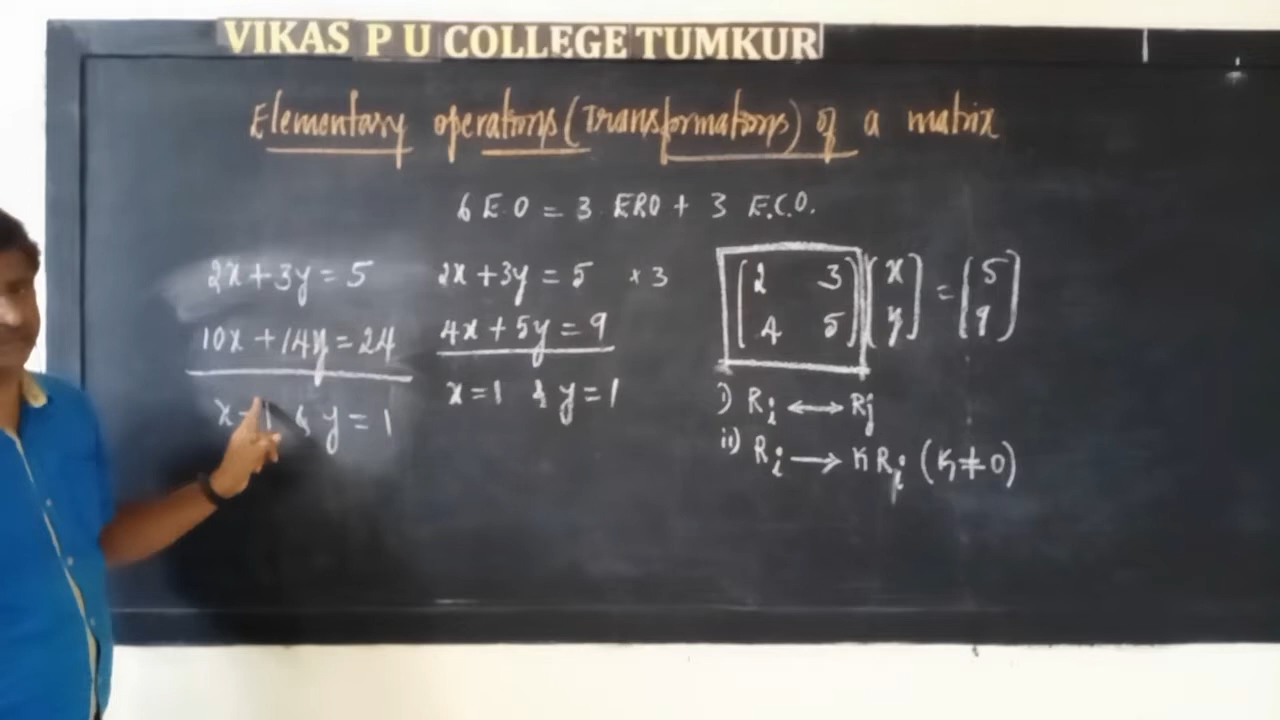 VIKAS P U COLLEGE TUMKUR
Elementary operations (Transformations) of a matrix
6 E.O = 3 ERO + 3 E.C.O.
2x + 3y = 5
10x + 14y = 24
x = 1 & y = 1
2x + 3y = 5 × 3
4x + 5y = 9
x = 1 & y = 1
[2 3] [x] = [5]
[4 5] [y] [9]
i) Ri ↔ Rj
ii) Ri → K Rj (K ≠ 0)